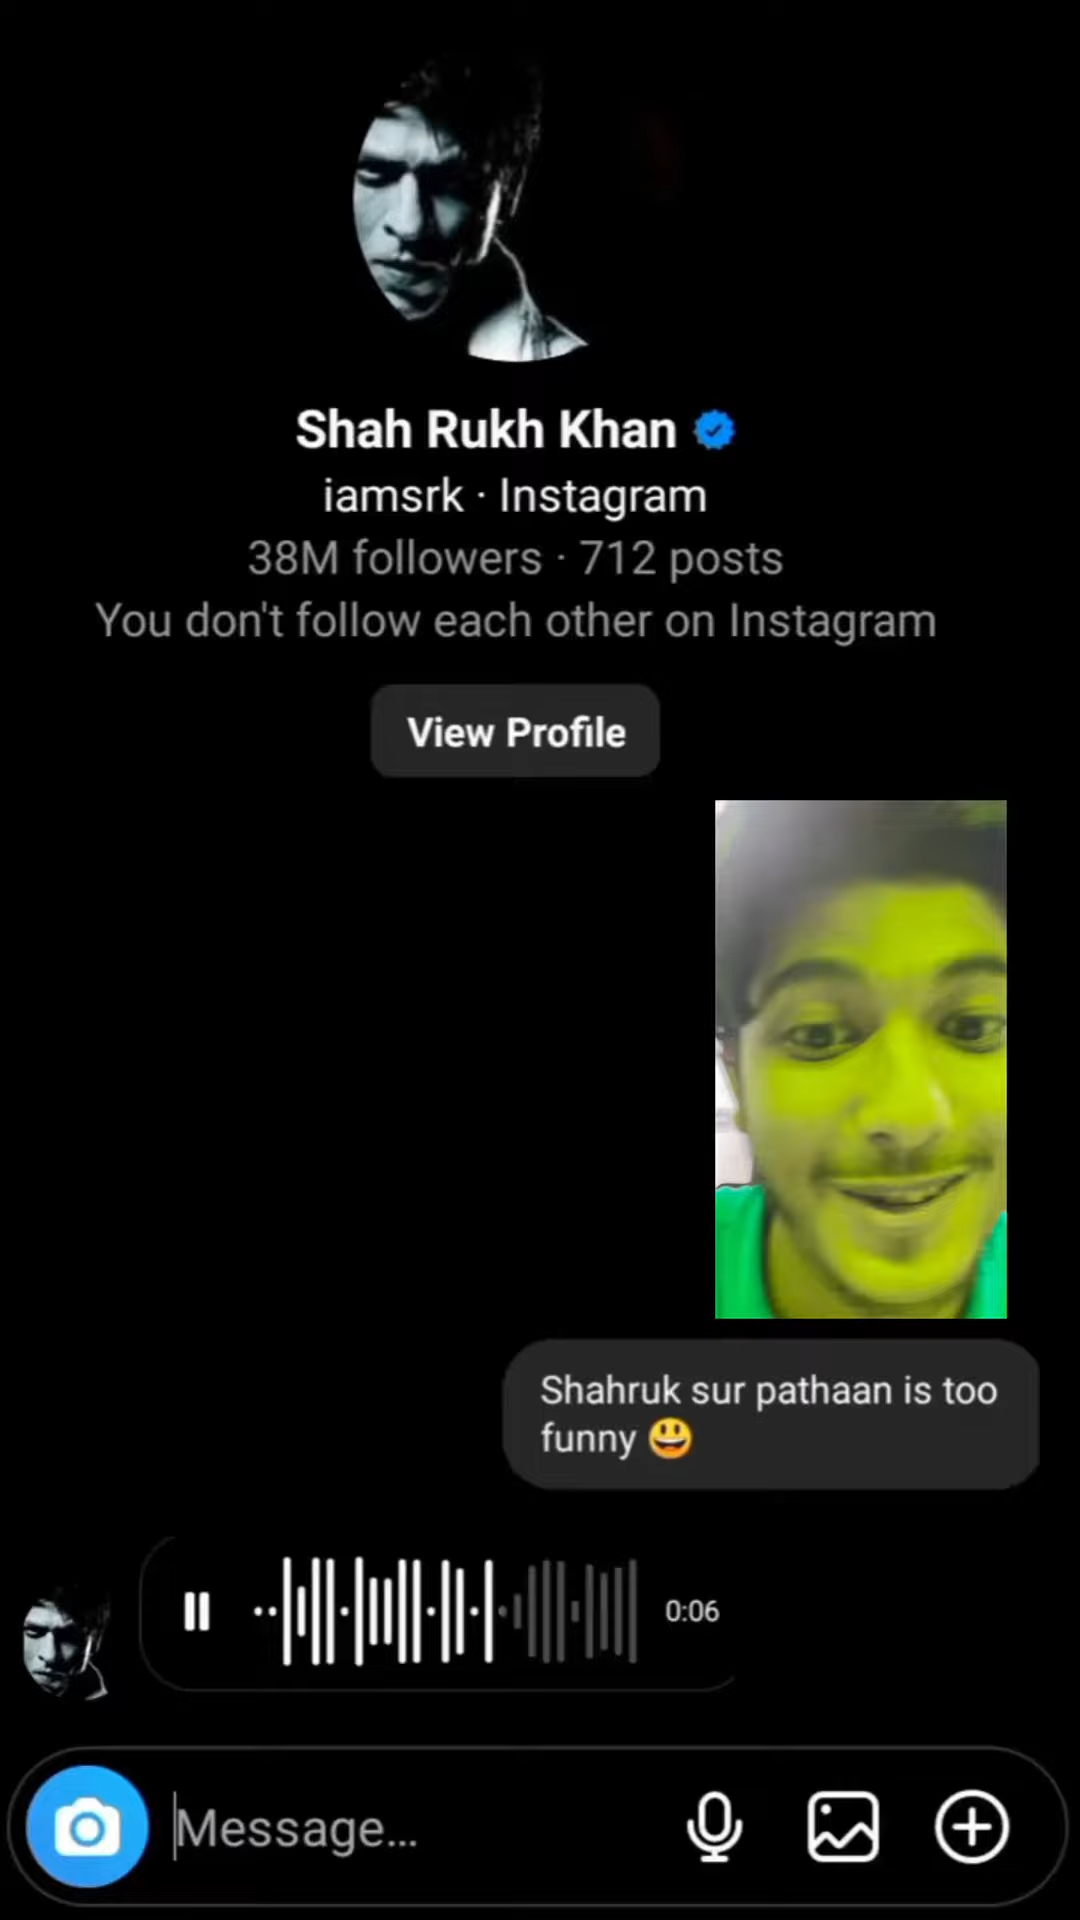 Shah Rukh Khan
iamsrk · Instagram
38M followers · 712 posts
You don't follow each other on Instagram
View Profile
Shahruk sur pathaan is too
funny 😃
0:06
Message...